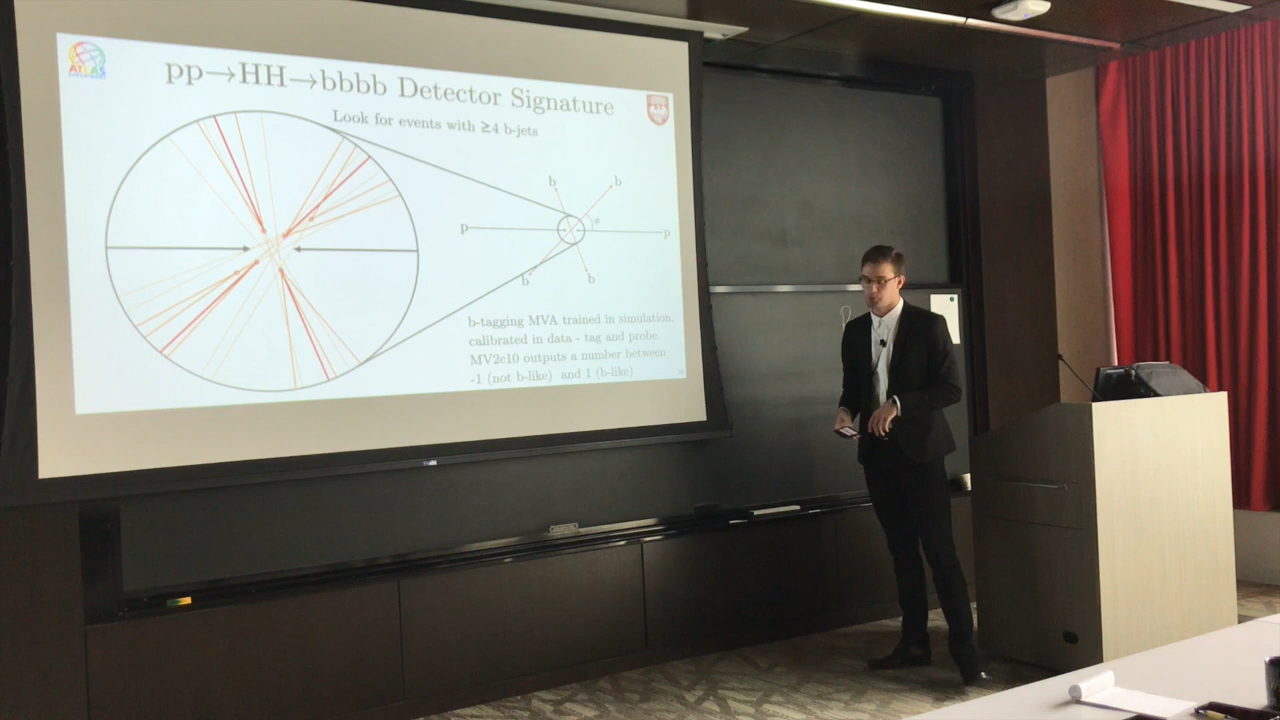 ATLAS
pp→HH→bbbb Detector Signature
Look for events with ≥4 b-jets
b b
p p
b b
b-tagging MVA trained in simulation,
calibrated in data - tag and probe.
MV2c10 outputs a number between
-1 (not b-like) and 1 (b-like)